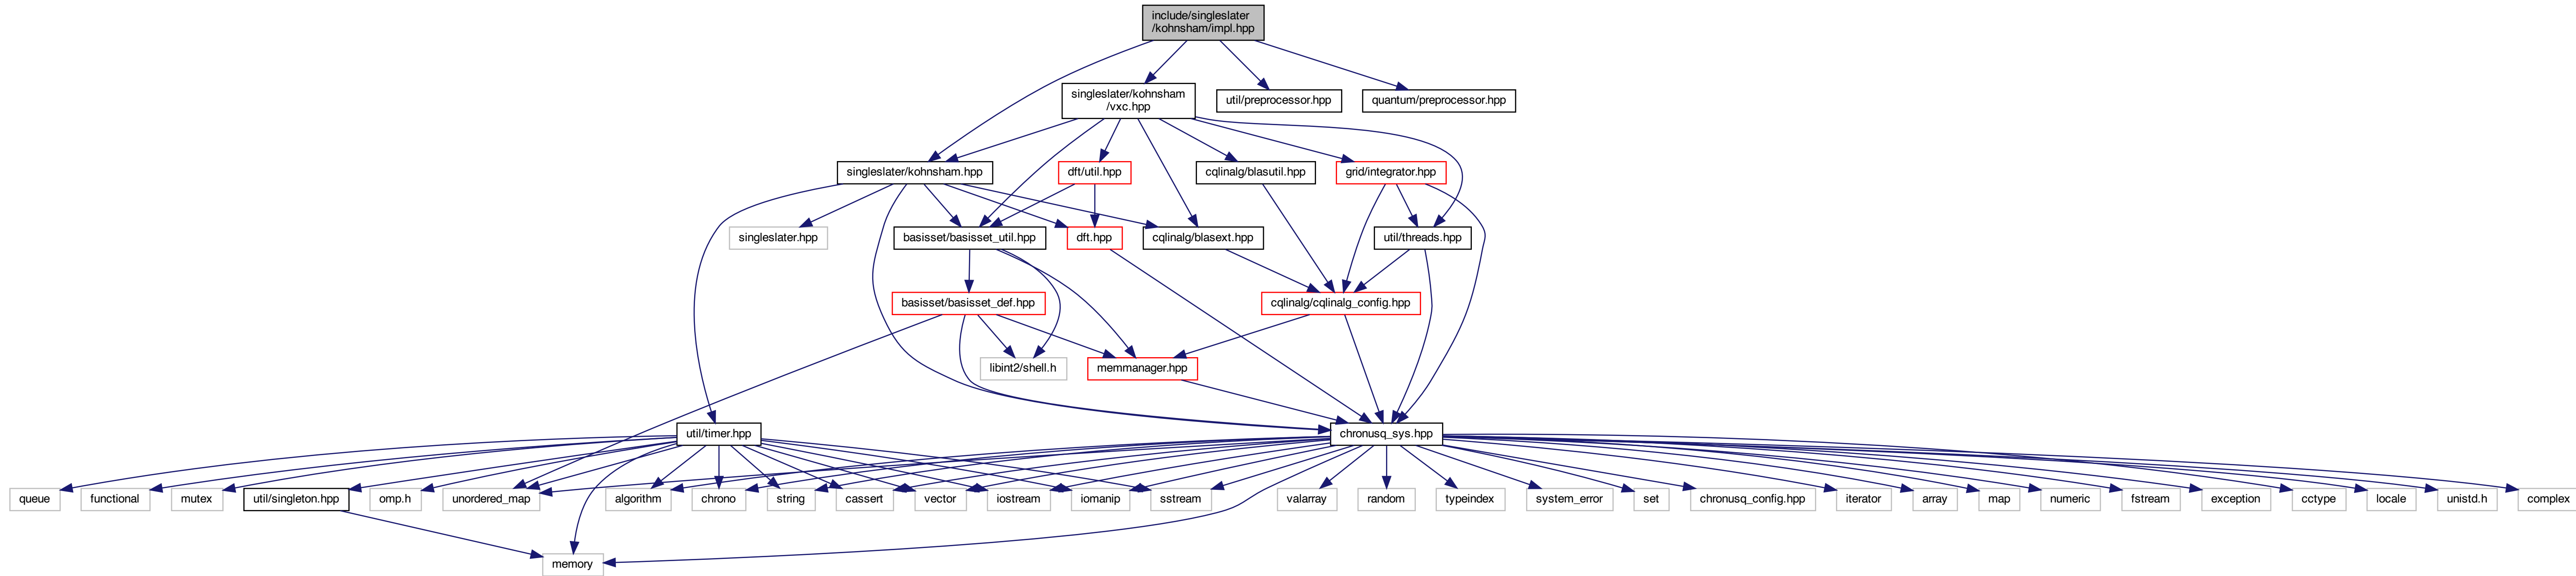 include/singleslater
/kohnsham/impl.hpp
singleslater/kohnsham
/vxc.hpp
util/preprocessor.hpp
quantum/preprocessor.hpp
singleslater/kohnsham.hpp
dft/util.hpp
cqlinalg/blasutil.hpp
grid/integrator.hpp
singleslater.hpp
basisset/basisset_util.hpp
dft.hpp
cqlinalg/blasext.hpp
util/threads.hpp
basisset/basisset_def.hpp
cqlinalg/cqlinalg_config.hpp
libint2/shell.h
memmanager.hpp
util/timer.hpp
chronusq_sys.hpp
queue
functional
mutex
util/singleton.hpp
omp.h
unordered_map
algorithm
chrono
string
cassert
vector
iostream
iomanip
sstream
valarray
random
typeindex
system_error
set
chronusq_config.hpp
iterator
array
map
numeric
fstream
exception
cctype
locale
unistd.h
complex
memory